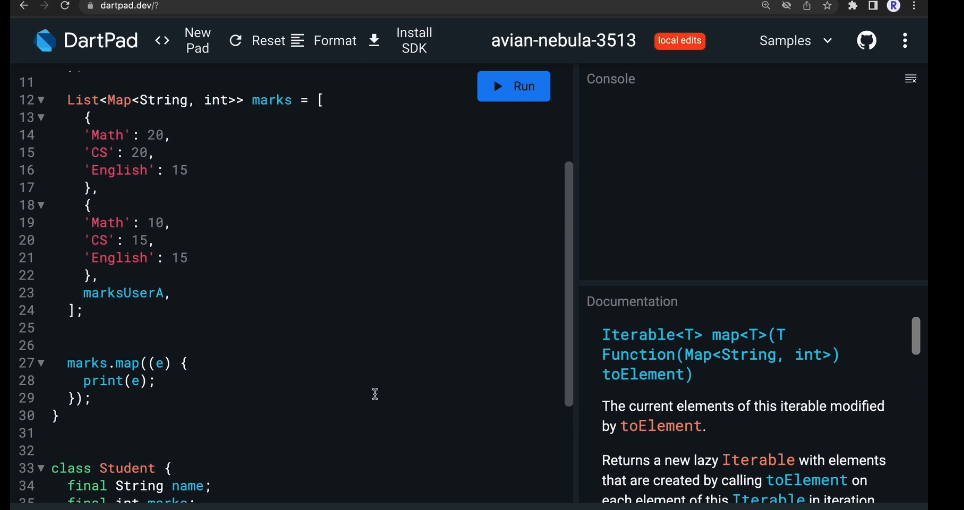 dartpad.dev/?
R
DartPad
<> New Pad
Reset
Format
Install SDK
avian-nebula-3513
local edits
Samples
Run
11
12 List<Map<String, int>> marks = [
13 {
14 'Math': 20,
15 'CS': 20,
16 'English': 15
17 },
18 {
19 'Math': 10,
20 'CS': 15,
21 'English': 15
22 },
23 marksUserA,
24 ];
25
26
27 marks.map((e) {
28 print(e);
29 });
30 }
31
32
33 class Student {
34 final String name;
35 final int marks;
Console
Documentation
Iterable<T> map<T>(T
Function(Map<String, int>)
toElement)
The current elements of this iterable modified
by toElement.
Returns a new lazy Iterable with elements
that are created by calling toElement on
each element of this Iterable in iteration